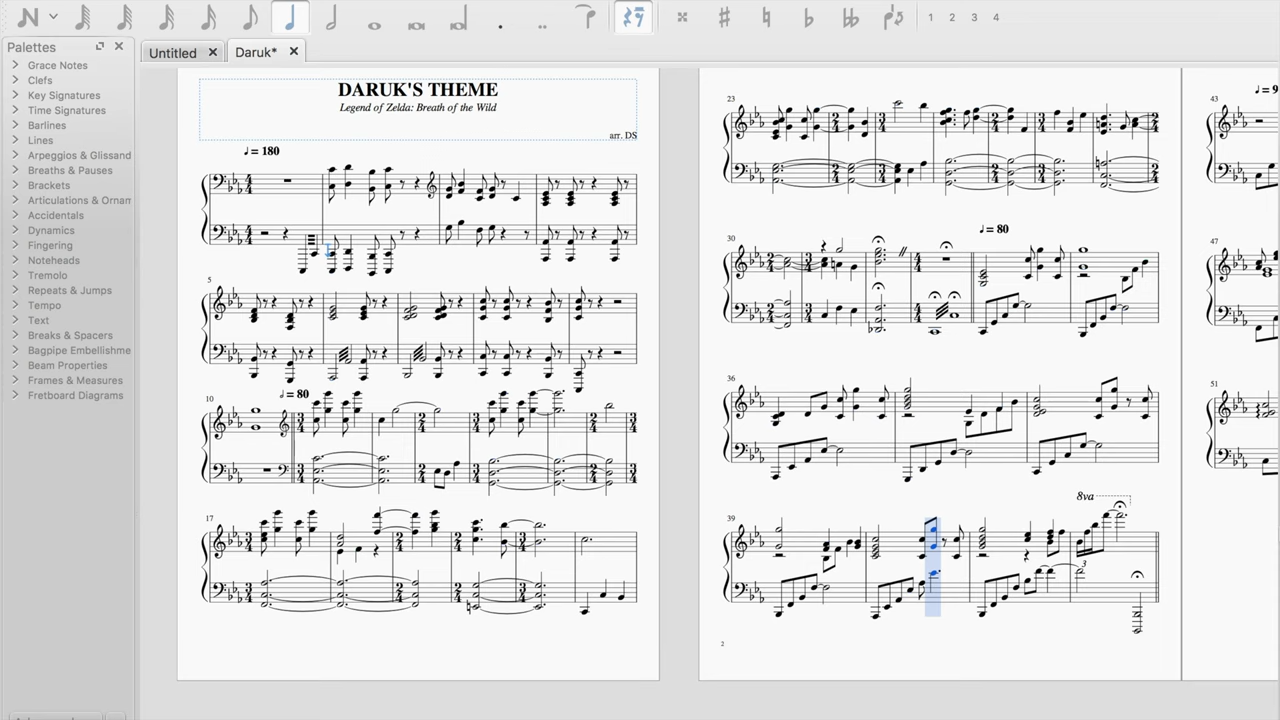 1 2 3 4
Palettes
Grace Notes
Clefs
Key Signatures
Time Signatures
Barlines
Lines
Arpeggios & Glissand
Breaths & Pauses
Brackets
Articulations & Ornam
Accidentals
Dynamics
Fingering
Noteheads
Tremolo
Repeats & Jumps
Tempo
Text
Breaks & Spacers
Bagpipe Embellishme
Beam Properties
Frames & Measures
Fretboard Diagrams
Untitled
Daruk*
DARUK'S THEME
Legend of Zelda: Breath of the Wild
arr. DS
♩ = 180
5
10
♩ = 80
17
23
30
♩ = 80
36
39
8va
3
2
43
♩ = 9
47
51